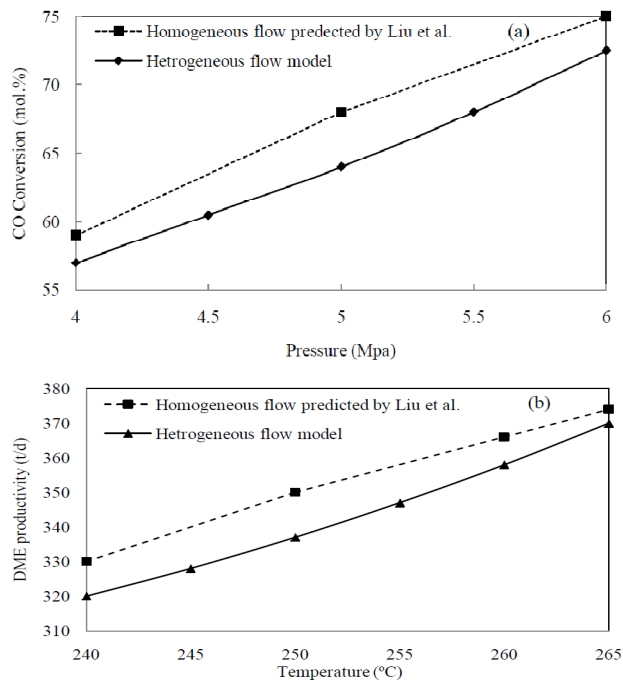 75
Homogeneous flow predected by Liu et al. (a)
Hetrogeneous flow model
70
65
60
55
CO Conversion (mol.%)
4 4.5 5 5.5 6
Pressure (Mpa)
380
Homogeneous flow predicted by Liu et al. (b)
370
Hetrogeneous flow model
360
350
340
330
320
310
DME productivity (t/d)
240 245 250 255 260 265
Temperature (ºC)